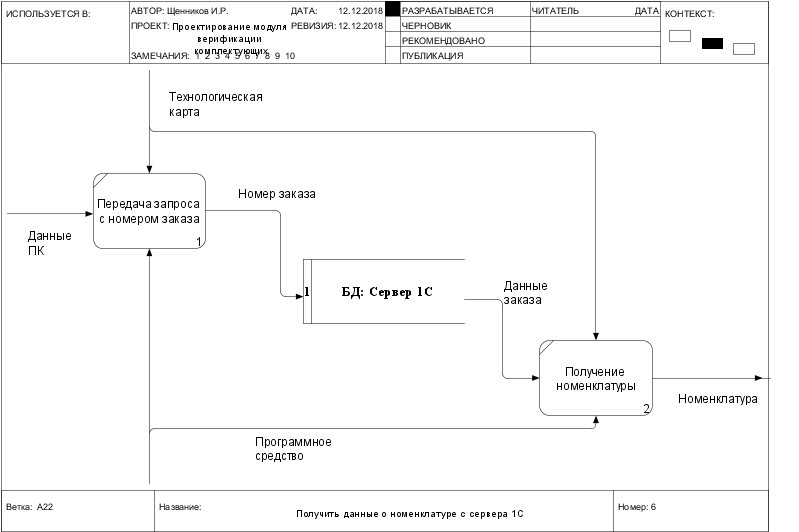 ИСПОЛЬЗУЕТСЯ В:
АВТОР: Щенников И.Р.
ДАТА: 12.12.2018
РАЗРАБАТЫВАЕТСЯ
ЧИТАТЕЛЬ
ДАТА
КОНТЕКСТ:
ПРОЕКТ: Проектирование модуля
верификации
комплектующих
РЕВИЗИЯ: 12.12.2018
ЧЕРНОВИК
РЕКОМЕНДОВАНО
ЗАМЕЧАНИЯ: 1 2 3 4 5 6 7 8 9 10
ПУБЛИКАЦИЯ
Технологическая
карта
Передача запроса
с номером заказа
1
Номер заказа
Данные
ПК
1
БД: Сервер 1С
Данные
заказа
Получение
номенклатуры
2
Номенклатура
Программное
средство
Ветка: A22
Название:
Получить данные о номенклатуре с сервера 1С
Номер: 6